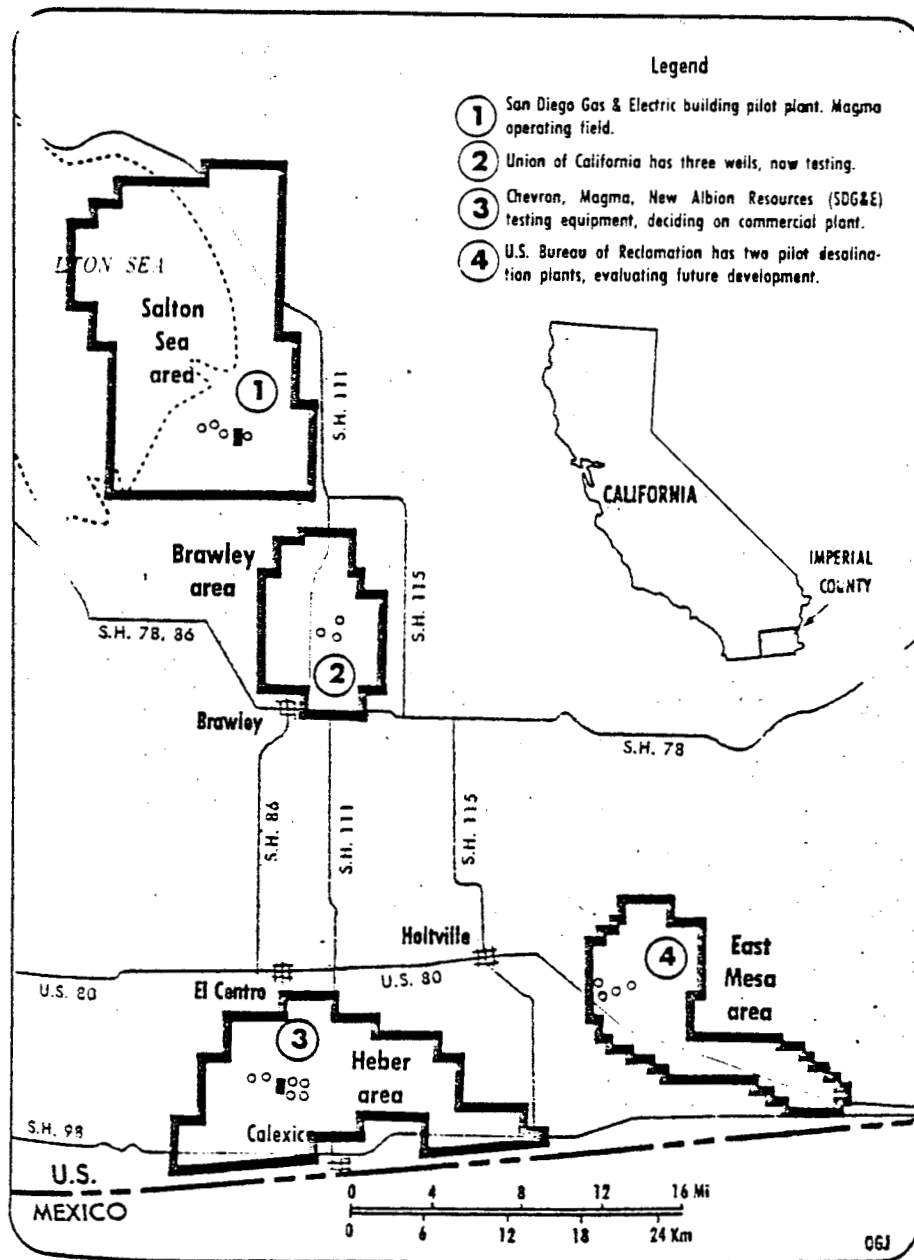 Legend
1 San Diego Gas & Electric building pilot plant. Magma
operating field.
2 Union of California has three wells, now testing.
3 Chevron, Magma, New Albion Resources (SDG&E)
testing equipment, deciding on commercial plant.
4 U.S. Bureau of Reclamation has two pilot desalina-
tion plants, evaluating future development.
LTON SEA
Salton
Sea
area
1
S.H. 111
CALIFORNIA
IMPERIAL
COUNTY
Brawley
area
S.H. 115
S.H. 78, 86
2
Brawley
S.H. 78
S.H. 86
S.H. 111
S.H. 115
Holtville
4
East
Mesa
area
U.S. 80
El Centro
U.S. 80
3
Heber
area
S.H. 98
Calexico
U.S.
MEXICO
0 4 8 12 16 Mi
0 6 12 18 24 Km
OGJ